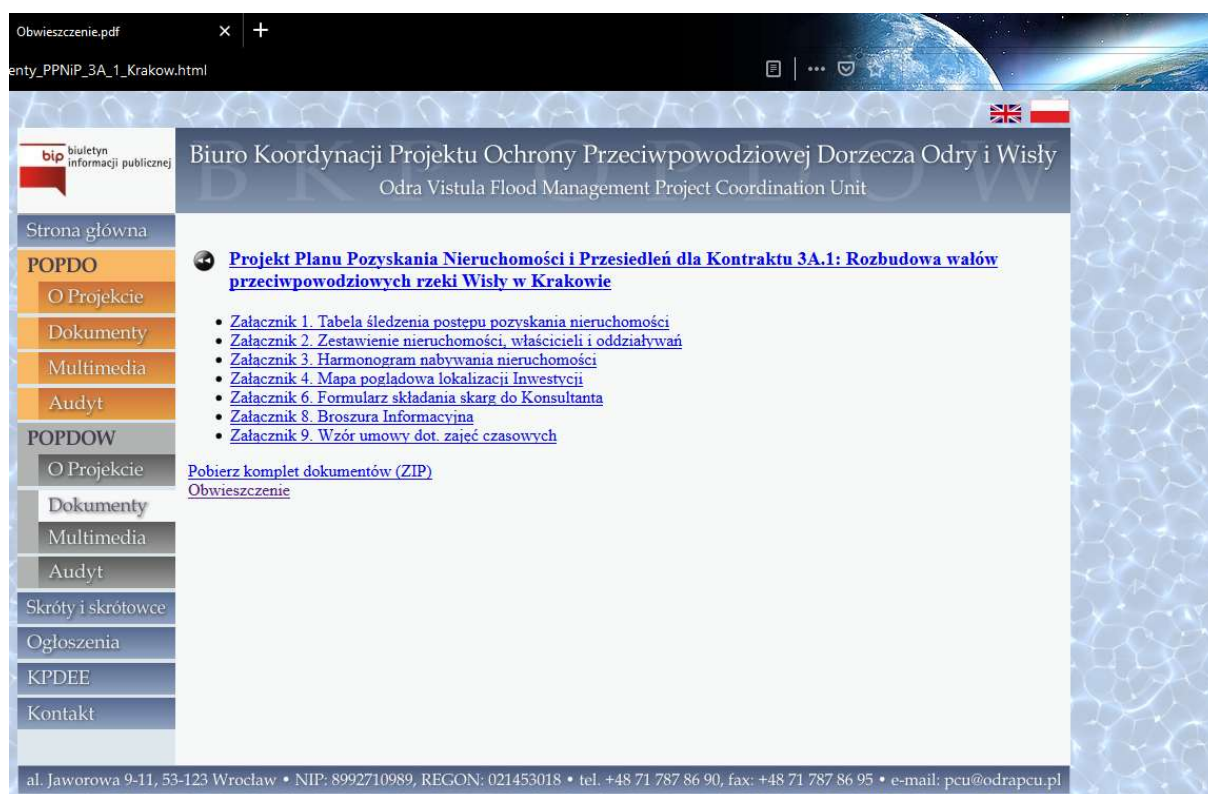 Obwieszczenie.pdf
enty_PPNiP_3A_1_Krakow.html
bip biuletyn
informacji publicznej
Biuro Koordynacji Projektu Ochrony Przeciwpowodziowej Dorzecza Odry i Wisły
B K P O P D O W
Odra Vistula Flood Management Project Coordination Unit
Strona główna
POPDO
O Projekcie
Dokumenty
Multimedia
Audyt
POPDOW
O Projekcie
Dokumenty
Multimedia
Audyt
Skróty i skrótowce
Ogłoszenia
KPDEE
Kontakt
Projekt Planu Pozyskania Nieruchomości i Przesiedleń dla Kontraktu 3A.1: Rozbudowa wałów
przeciwpowodziowych rzeki Wisły w Krakowie
Załącznik 1. Tabela śledzenia postępu pozyskania nieruchomości
Załącznik 2. Zestawienie nieruchomości, właścicieli i oddziaływań
Załącznik 3. Harmonogram nabywania nieruchomości
Załącznik 4. Mapa poglądowa lokalizacji Inwestycji
Załącznik 6. Formularz składania skarg do Konsultanta
Załącznik 8. Broszura Informacyjna
Załącznik 9. Wzór umowy dot. zajęć czasowych
Pobierz komplet dokumentów (ZIP)
Obwieszczenie
al. Jaworowa 9-11, 53-123 Wrocław • NIP: 8992710989, REGON: 021453018 • tel. +48 71 787 86 90, fax: +48 71 787 86 95 • e-mail: pcu@odrapcu.pl